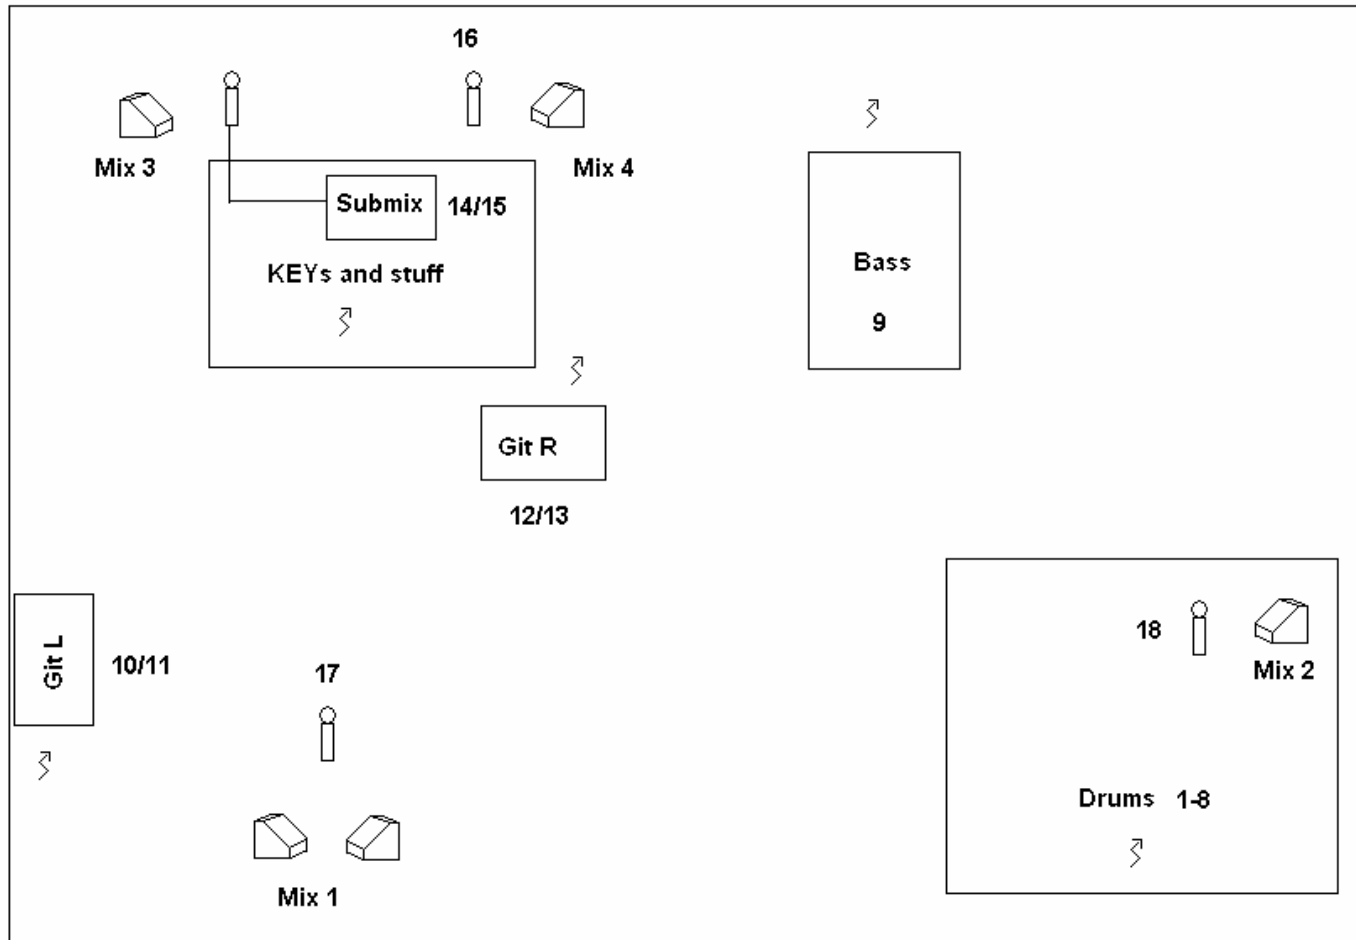 16
Mix 3
Mix 4
Submix
14/15
KEYs and stuff
Bass
9
Git R
12/13
Git L
10/11
17
18
Mix 2
Drums 1-8
Mix 1